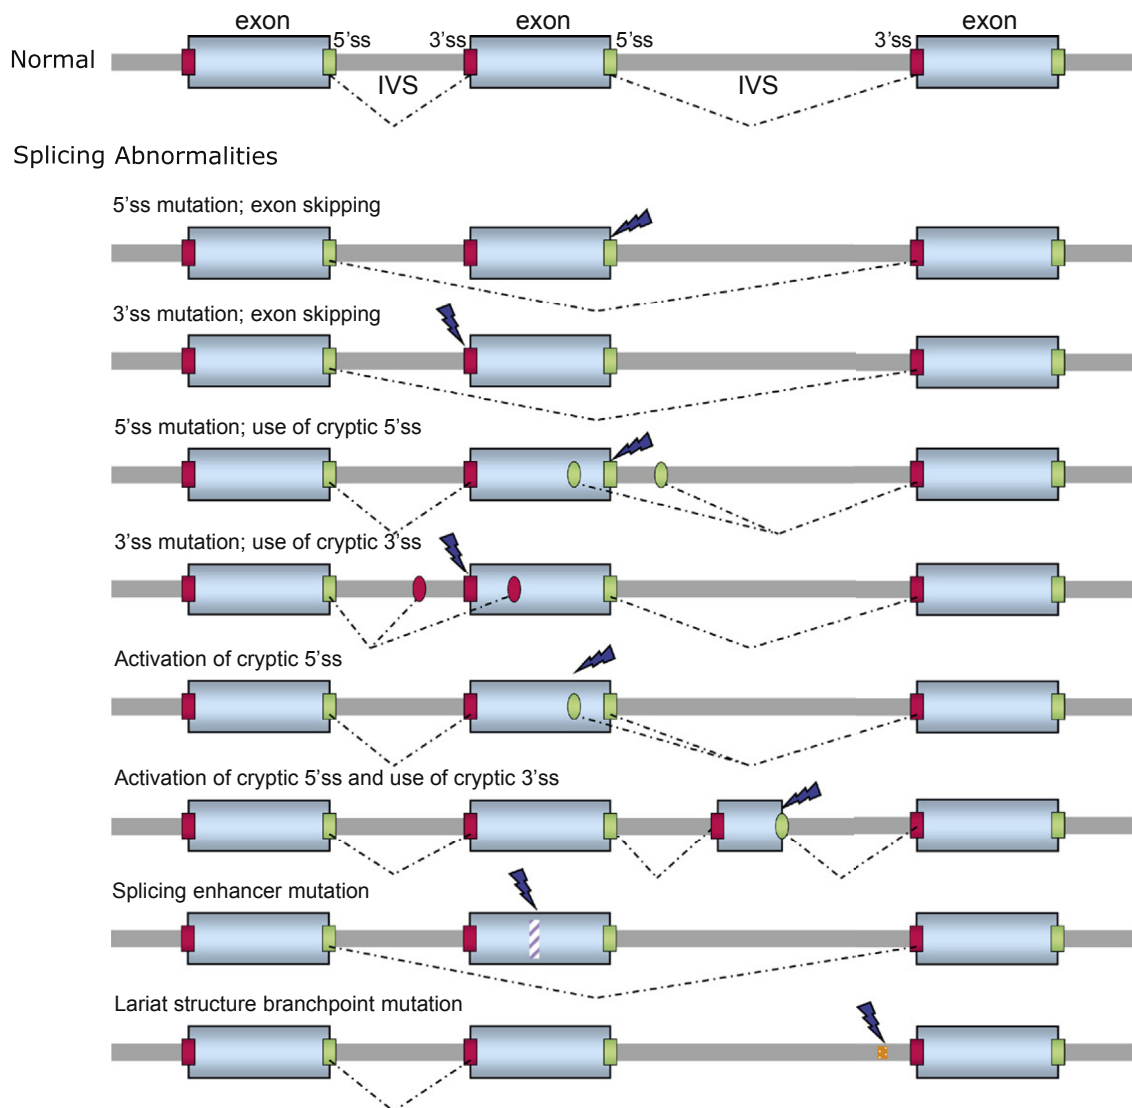 exon exon exon
5’ss 3’ss 5’ss 3’ss
Normal
IVS IVS
Splicing Abnormalities
5’ss mutation; exon skipping
3’ss mutation; exon skipping
5’ss mutation; use of cryptic 5’ss
3’ss mutation; use of cryptic 3’ss
Activation of cryptic 5’ss
Activation of cryptic 5’ss and use of cryptic 3’ss
Splicing enhancer mutation
Lariat structure branchpoint mutation